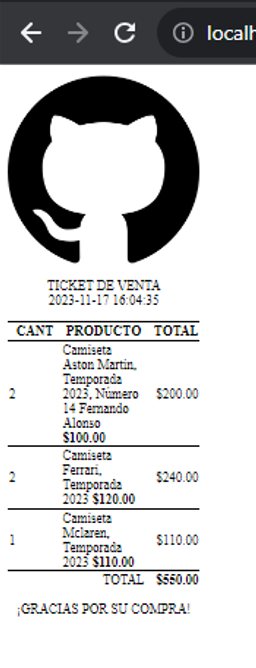 localh
TICKET DE VENTA
2023-11-17 16:04:35
CANT PRODUCTO TOTAL
Camiseta
Aston Martin,
Temporada
2 2023, Número $200.00
14 Fernando
Alonso
$100.00
Camiseta
Ferrari,
2 Temporada $240.00
2023 $120.00
Camiseta
Mclaren,
1 Temporada $110.00
2023 $110.00
TOTAL $550.00
¡GRACIAS POR SU COMPRA!